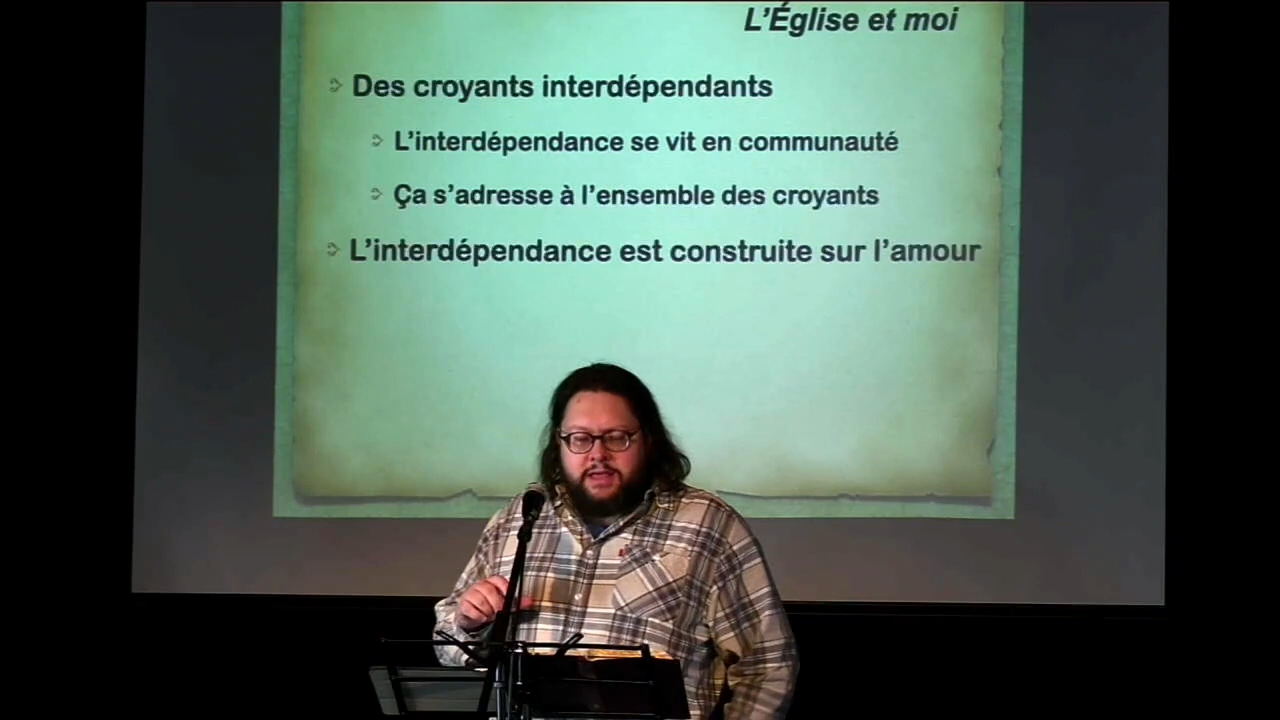 L’Église et moi
Des croyants interdépendants
L’interdépendance se vit en communauté
Ça s’adresse à l’ensemble des croyants
L’interdépendance est construite sur l’amour